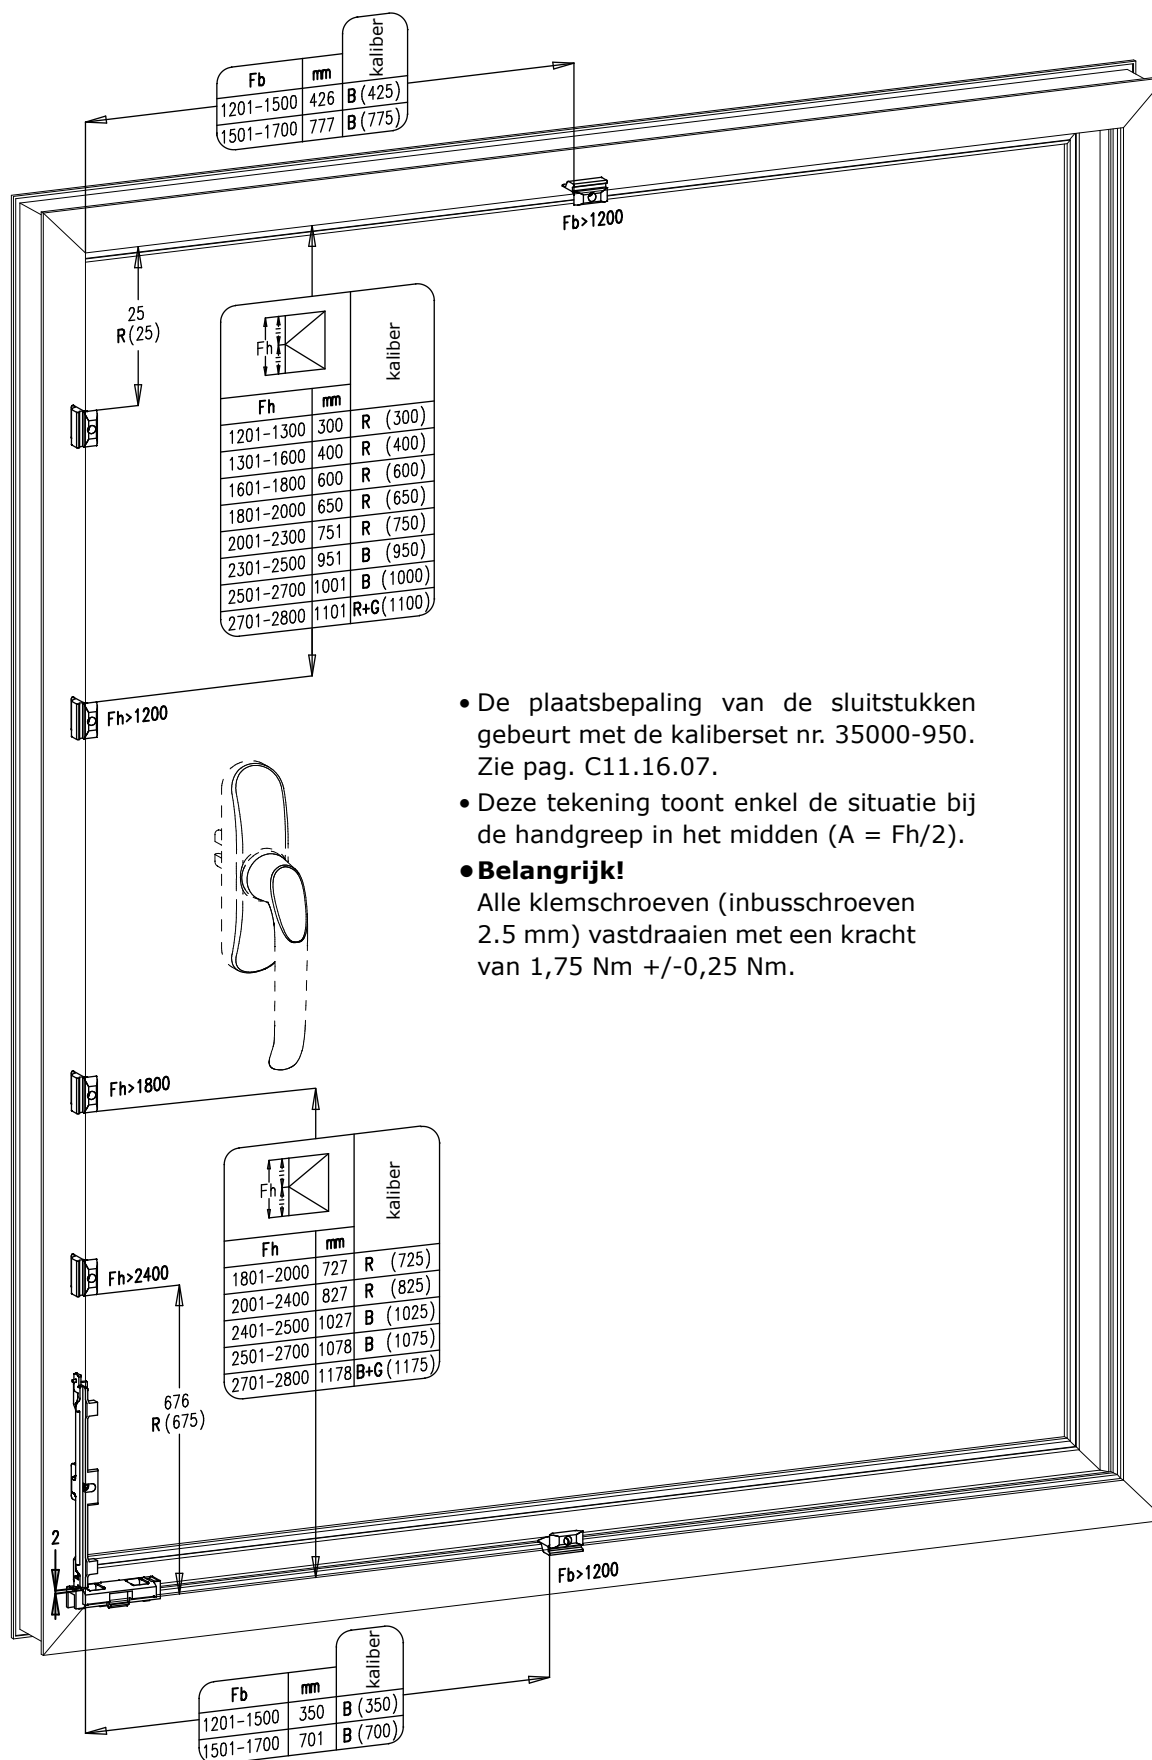 kaliber
Fb mm
1201-1500 426 B (425)
1501-1700 777 B (775)
Fb>1200
25
R (25)
Fh
kaliber
Fh mm
1201-1300 300 R (300)
1301-1600 400 R (400)
1601-1800 600 R (600)
1801-2000 650 R (650)
2001-2300 751 R (750)
2301-2500 951 B (950)
2501-2700 1001 B (1000)
2701-2800 1101 R+G (1100)
Fh>1200
• De plaatsbepaling van de sluitstukken
gebeurt met de kaliberset nr. 35000-950.
Zie pag. C11.16.07.
• Deze tekening toont enkel de situatie bij
de handgreep in het midden (A = Fh/2).
• Belangrijk!
Alle klemschroeven (inbusschroeven
2.5 mm) vastdraaien met een kracht
van 1,75 Nm +/-0,25 Nm.
Fh>1800
Fh
kaliber
Fh mm
1801-2000 727 R (725)
2001-2400 827 R (825)
2401-2500 1027 B (1025)
2501-2700 1078 B (1075)
2701-2800 1178 B+G (1175)
Fh>2400
676
R (675)
2
Fb>1200
kaliber
Fb mm
1201-1500 350 B (350)
1501-1700 701 B (700)